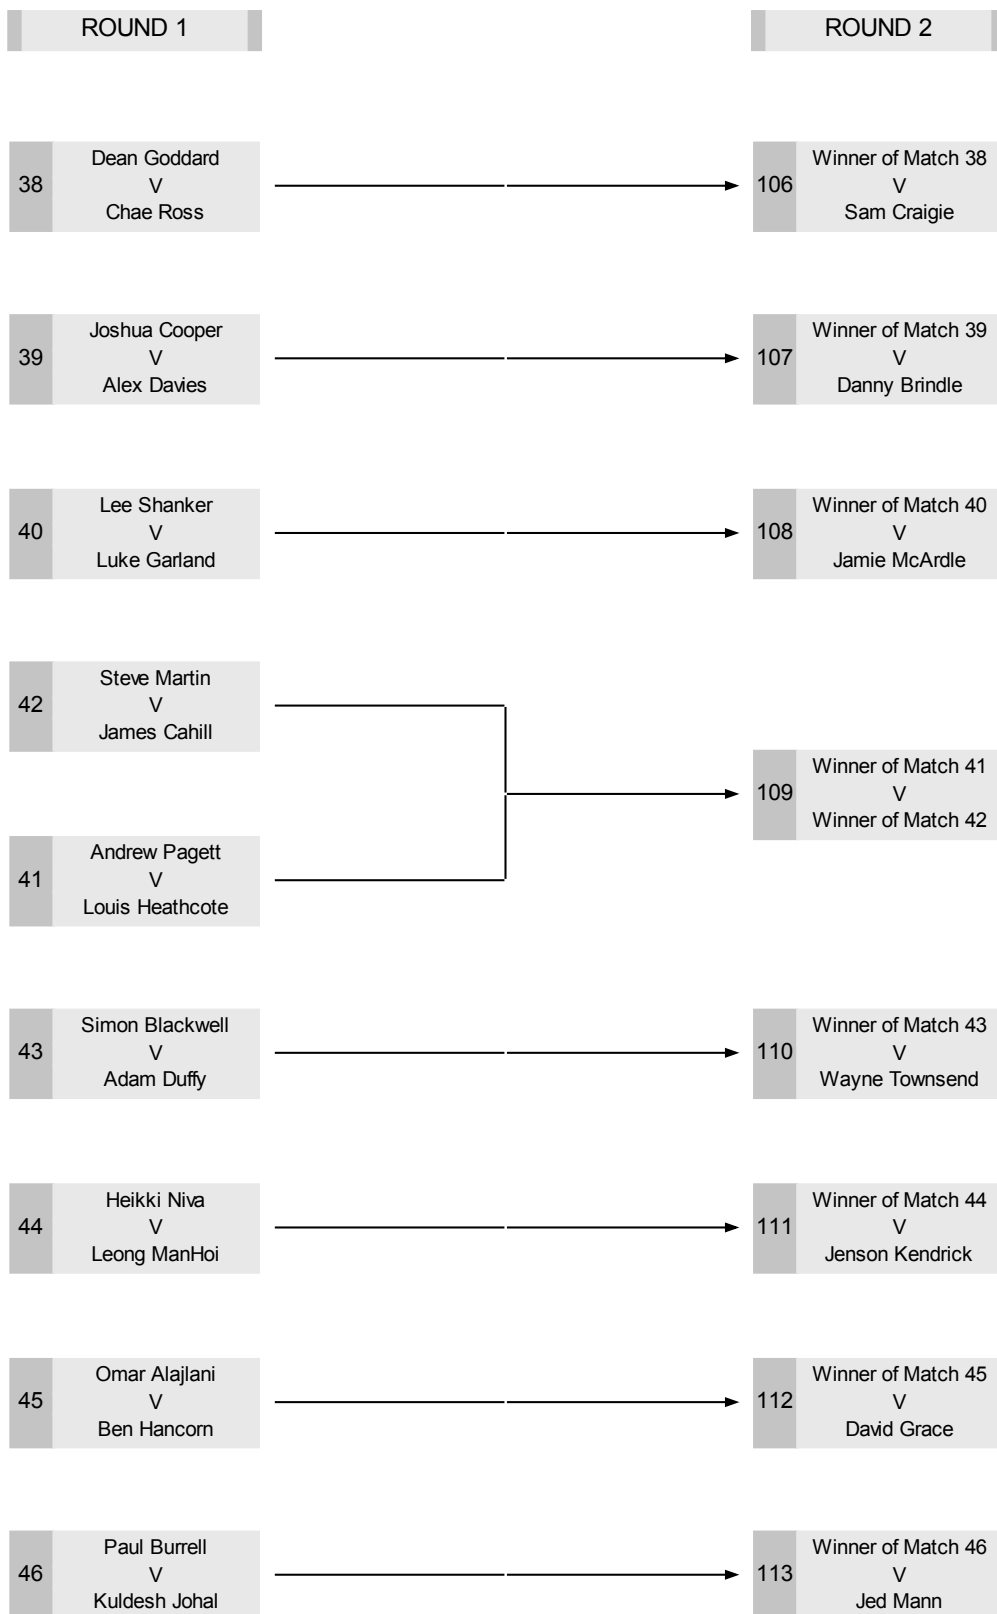 ROUND 1
ROUND 2
38
Dean Goddard
V
Chae Ross
106
Winner of Match 38
V
Sam Craigie
39
Joshua Cooper
V
Alex Davies
107
Winner of Match 39
V
Danny Brindle
40
Lee Shanker
V
Luke Garland
108
Winner of Match 40
V
Jamie McArdle
42
Steve Martin
V
James Cahill
109
Winner of Match 41
V
Winner of Match 42
41
Andrew Pagett
V
Louis Heathcote
43
Simon Blackwell
V
Adam Duffy
110
Winner of Match 43
V
Wayne Townsend
44
Heikki Niva
V
Leong ManHoi
111
Winner of Match 44
V
Jenson Kendrick
45
Omar Alajlani
V
Ben Hancorn
112
Winner of Match 45
V
David Grace
46
Paul Burrell
V
Kuldesh Johal
113
Winner of Match 46
V
Jed Mann